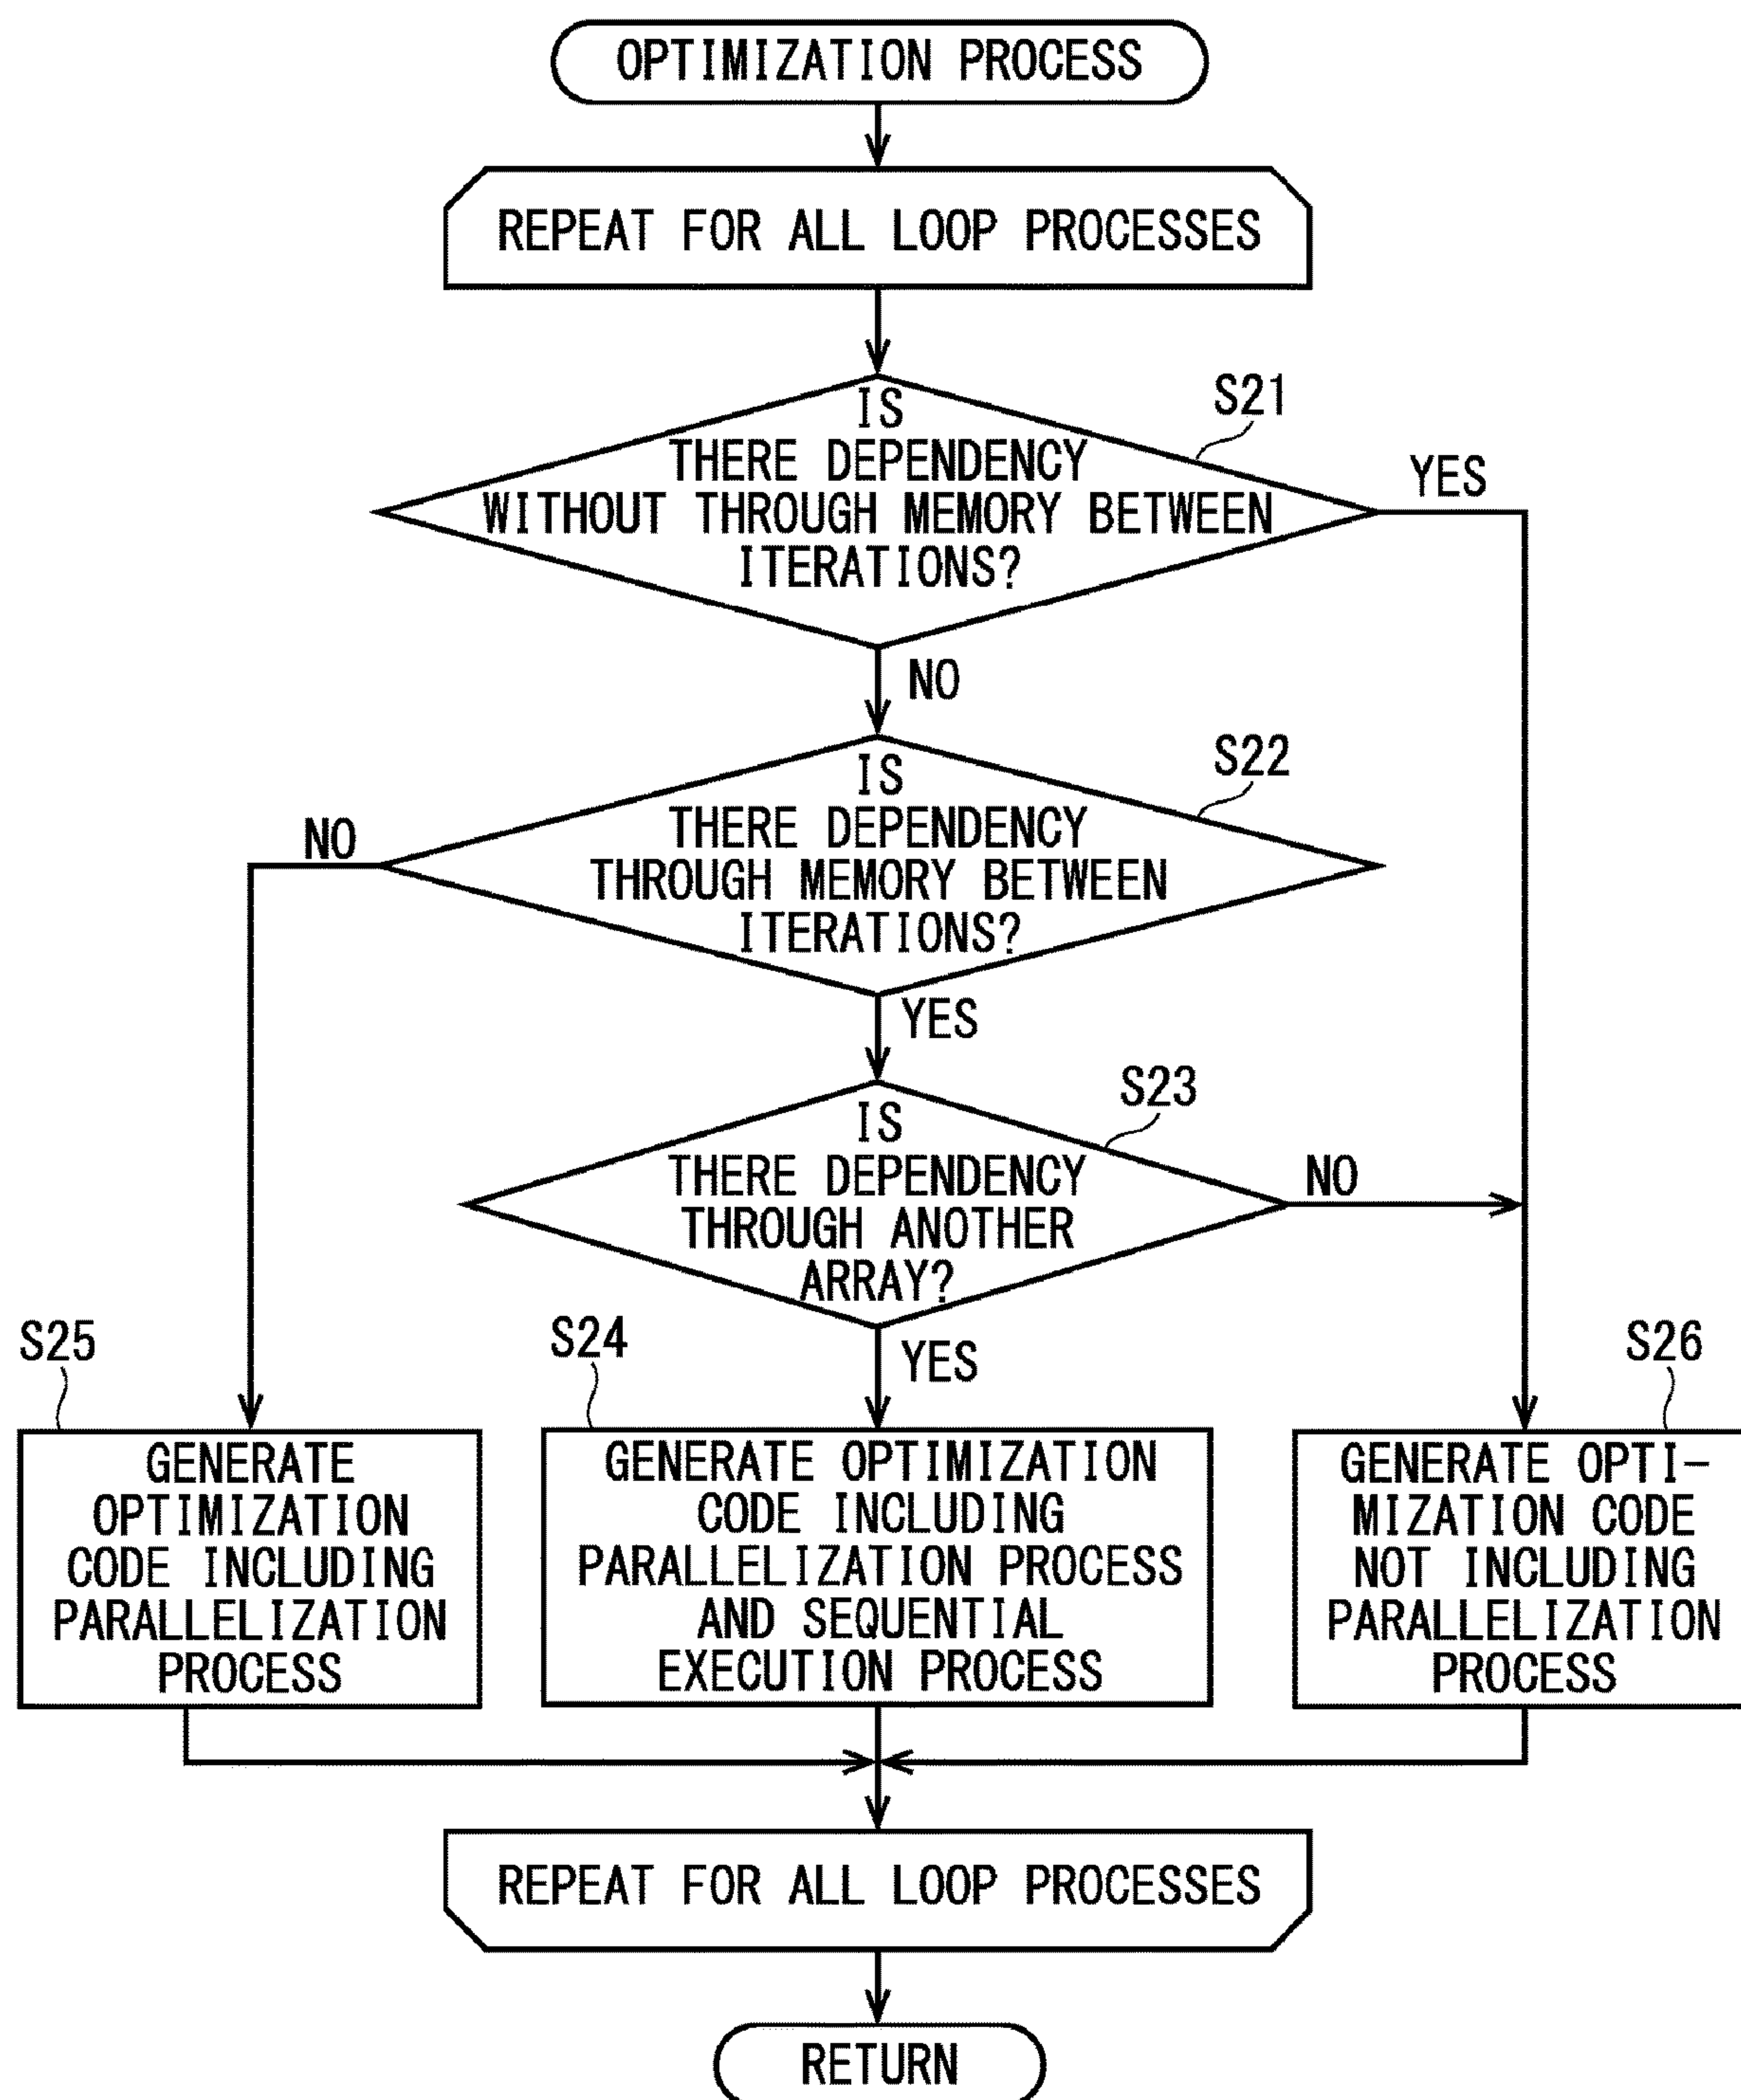 OPTIMIZATION PROCESS
REPEAT FOR ALL LOOP PROCESSES
S21
IS
THERE DEPENDENCY
WITHOUT THROUGH MEMORY BETWEEN
ITERATIONS?
YES
NO
S22
IS
THERE DEPENDENCY
THROUGH MEMORY BETWEEN
ITERATIONS?
NO
YES
S23
IS
THERE DEPENDENCY
THROUGH ANOTHER
ARRAY?
NO
YES
S25
GENERATE
OPTIMIZATION
CODE INCLUDING
PARALLELIZATION
PROCESS
S24
GENERATE OPTIMIZATION
CODE INCLUDING
PARALLELIZATION PROCESS
AND SEQUENTIAL
EXECUTION PROCESS
S26
GENERATE OPTI-
MIZATION CODE
NOT INCLUDING
PARALLELIZATION
PROCESS
REPEAT FOR ALL LOOP PROCESSES
RETURN